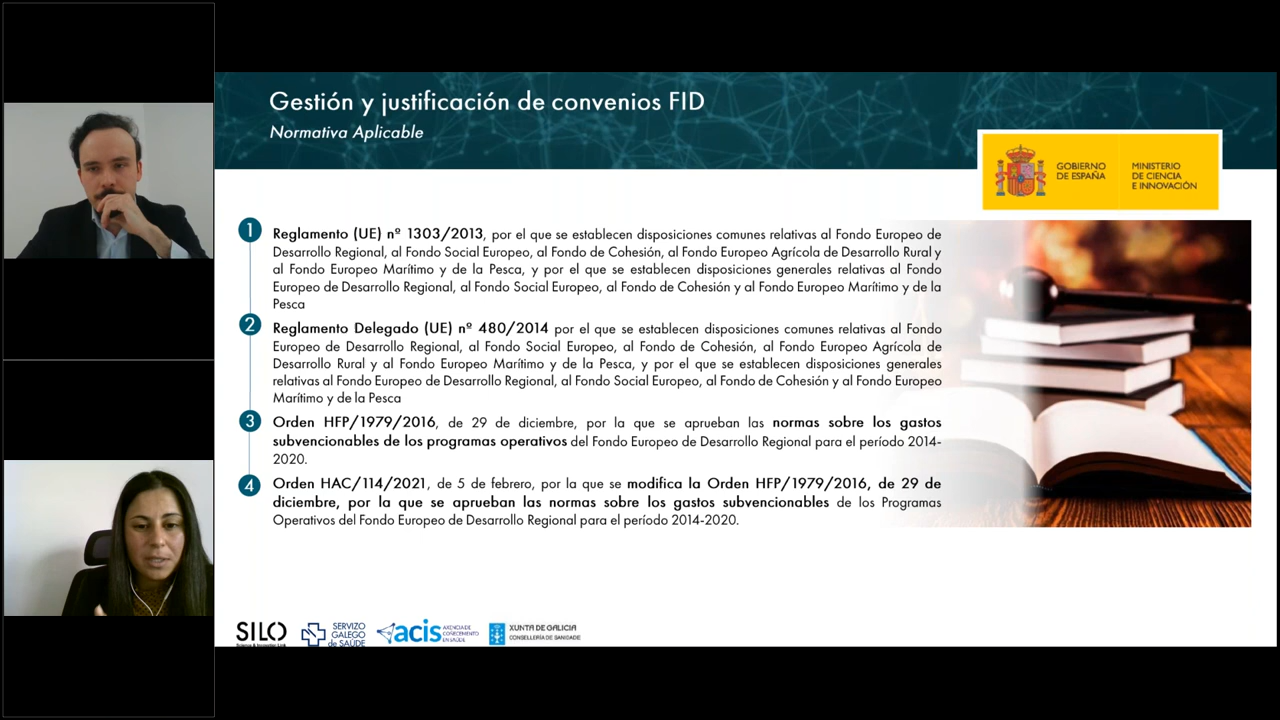 Gestión y justificación de convenios FID
Normativa Aplicable
GOBIERNO
DE ESPAÑA
MINISTERIO
DE CIENCIA
E INNOVACIÓN
1
Reglamento (UE) nº 1303/2013, por el que se establecen disposiciones comunes relativas al Fondo Europeo de
Desarrollo Regional, al Fondo Social Europeo, al Fondo de Cohesión, al Fondo Europeo Agrícola de Desarrollo Rural y
al Fondo Europeo Marítimo y de la Pesca, y por el que se establecen disposiciones generales relativas al Fondo
Europeo de Desarrollo Regional, al Fondo Social Europeo, al Fondo de Cohesión y al Fondo Europeo Marítimo y de la
Pesca
2
Reglamento Delegado (UE) nº 480/2014 por el que se establecen disposiciones comunes relativas al Fondo
Europeo de Desarrollo Regional, al Fondo Social Europeo, al Fondo de Cohesión, al Fondo Europeo Agrícola de
Desarrollo Rural y al Fondo Europeo Marítimo y de la Pesca, y por el que se establecen disposiciones generales
relativas al Fondo Europeo de Desarrollo Regional, al Fondo Social Europeo, al Fondo de Cohesión y al Fondo Europeo
Marítimo y de la Pesca
3
Orden HFP/1979/2016, de 29 de diciembre, por la que se aprueban las normas sobre los gastos
subvencionables de los programas operativos del Fondo Europeo de Desarrollo Regional para el período 2014-
2020.
4
Orden HAC/114/2021, de 5 de febrero, por la que se modifica la Orden HFP/1979/2016, de 29 de
diciembre, por la que se aprueban las normas sobre los gastos subvencionables de los Programas
Operativos del Fondo Europeo de Desarrollo Regional para el período 2014-2020.
SILO
Science & Innovation Link
SERVIZO
GALEGO
de SAÚDE
acis
AXENCIA DE
COÑECEMENTO
EN SAÚDE
XUNTA DE GALICIA
CONSELLERÍA DE SANIDADE